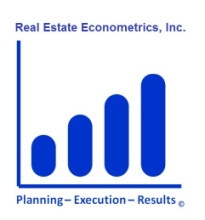 Real Estate Econometrics, Inc.
Planning – Execution – Results ©